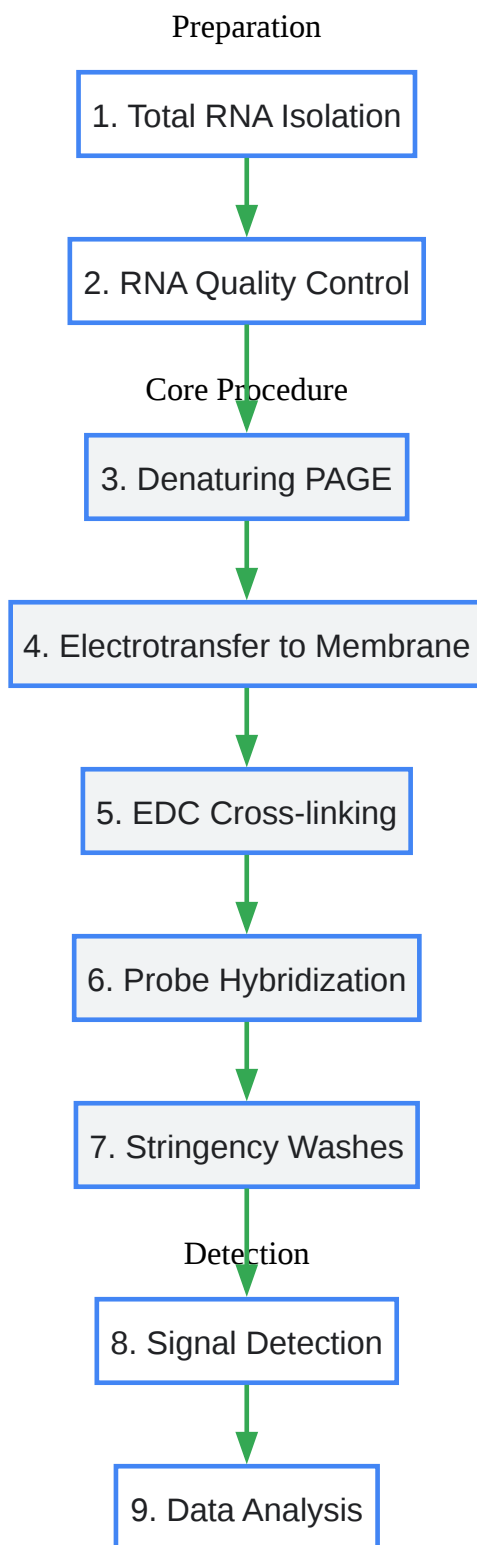 Preparation
1. Total RNA Isolation
2. RNA Quality Control
Core Procedure
3. Denaturing PAGE
4. Electrotransfer to Membrane
5. EDC Cross-linking
6. Probe Hybridization
7. Stringency Washes
Detection
8. Signal Detection
9. Data Analysis